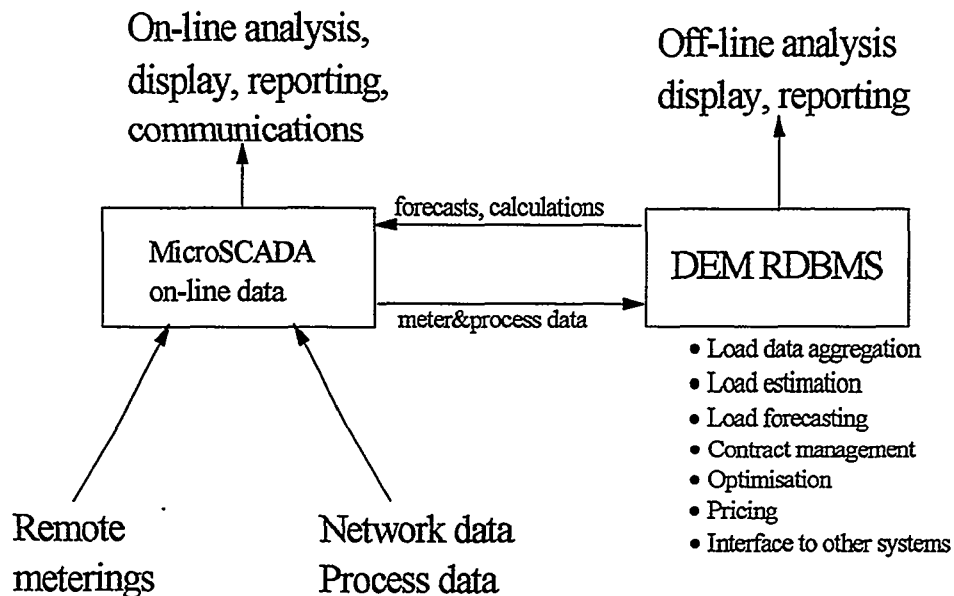 On-line analysis,
display, reporting,
communications
Off-line analysis
display, reporting
forecasts, calculations
MicroSCADA
on-line data
DEM RDBMS
meter&process data
• Load data aggregation
• Load estimation
• Load forecasting
• Contract management
• Optimisation
• Pricing
• Interface to other systems
Remote
meterings
Network data
Process data